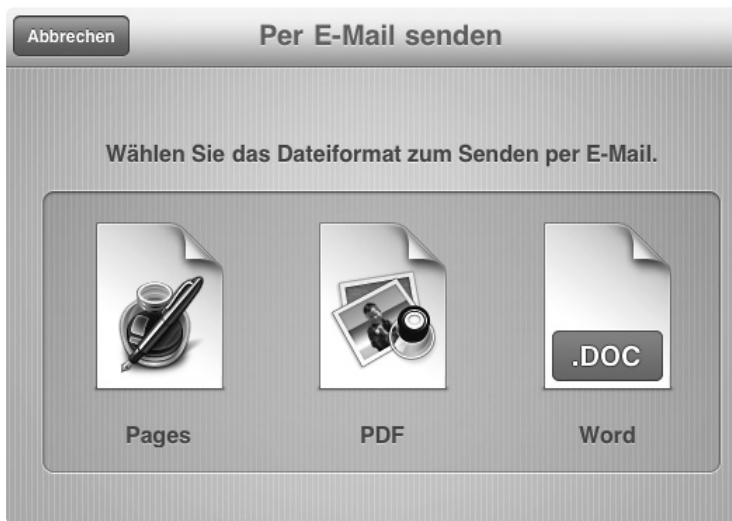 Abbrechen
Per E-Mail senden
Wählen Sie das Dateiformat zum Senden per E-Mail.
.DOC
Pages
PDF
Word